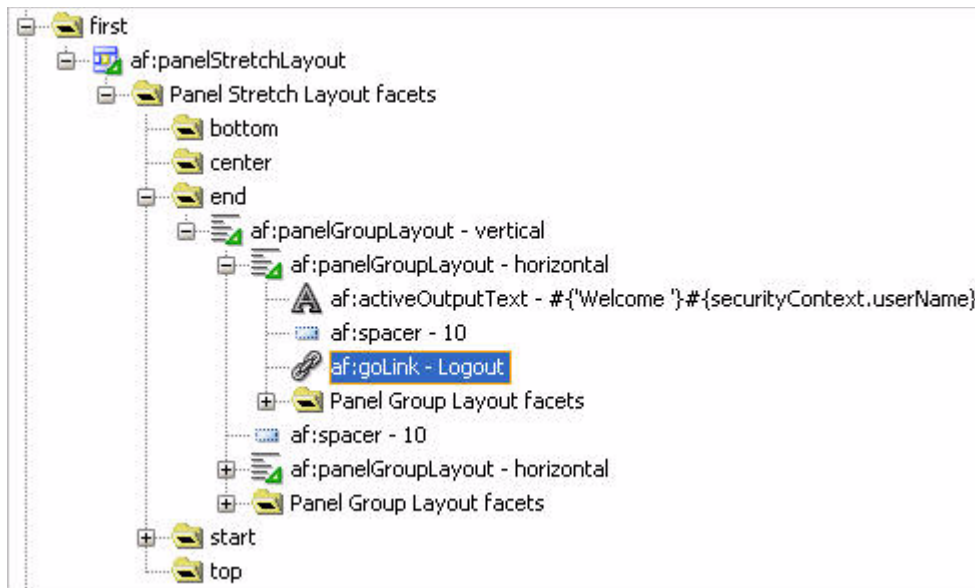 first
af:panelStretchLayout
Panel Stretch Layout facets
bottom
center
end
af:panelGroupLayout - vertical
af:panelGroupLayout - horizontal
af:activeOutputText - #{'Welcome '}#{securityContext.userName}
af:spacer - 10
af:goLink - Logout
Panel Group Layout facets
af:spacer - 10
af:panelGroupLayout - horizontal
Panel Group Layout facets
start
top